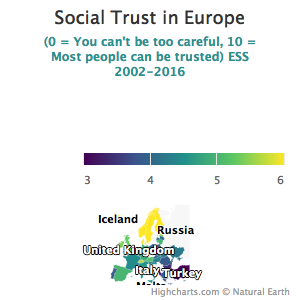 Social Trust in Europe
(0 = You can't be too careful, 10 =
Most people can be trusted) ESS
2002-2016
3 4 5 6
Iceland
Russia
United Kingdom
Italy
Turkey
Highcharts.com © Natural Earth